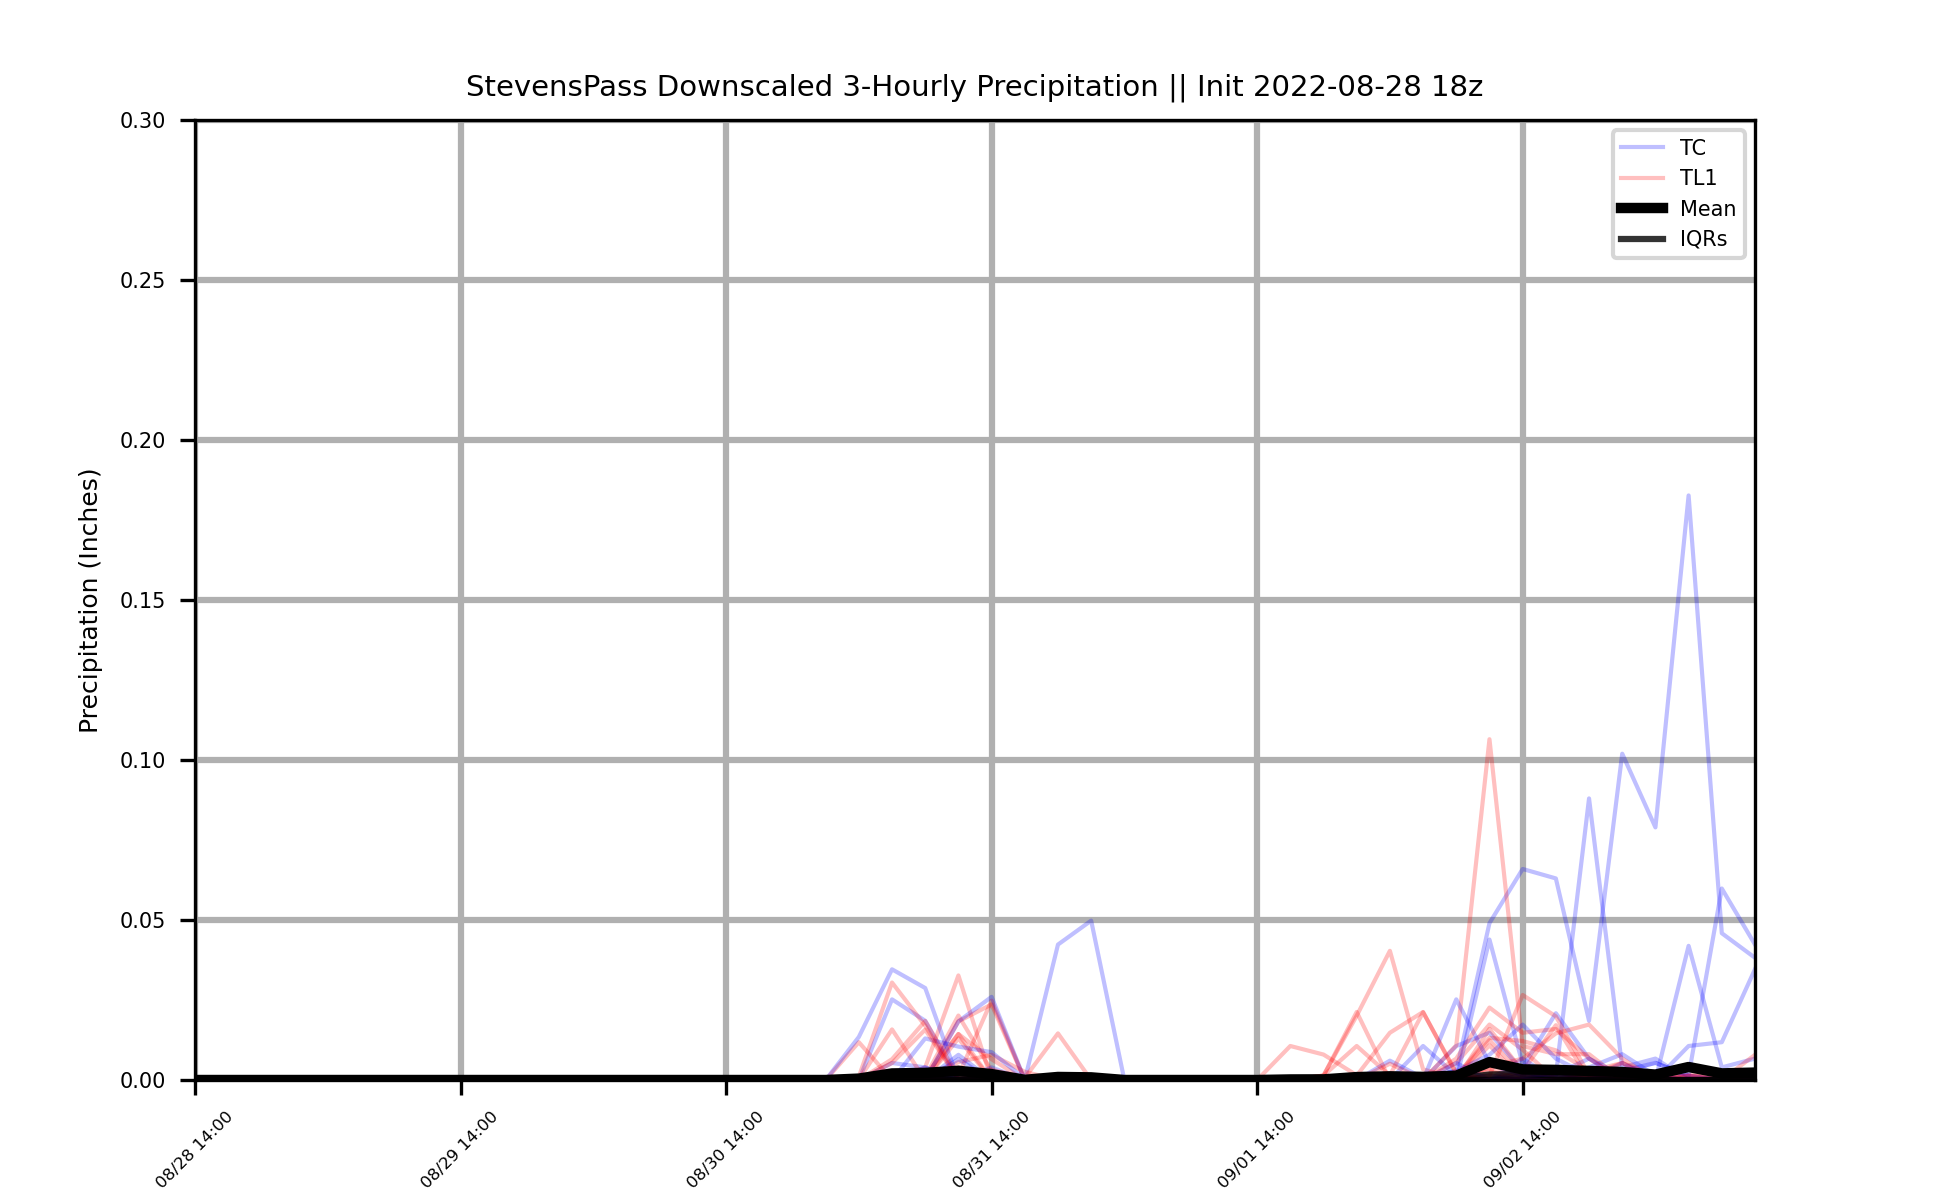 StevensPass Downscaled 3-Hourly Precipitation || Init 2022-08-28 18z
TC
TL1
Mean
IQRs
Precipitation (Inches)
0.30
0.25
0.20
0.15
0.10
0.05
0.00
08/28 14:00
08/29 14:00
08/30 14:00
08/31 14:00
09/01 14:00
09/02 14:00